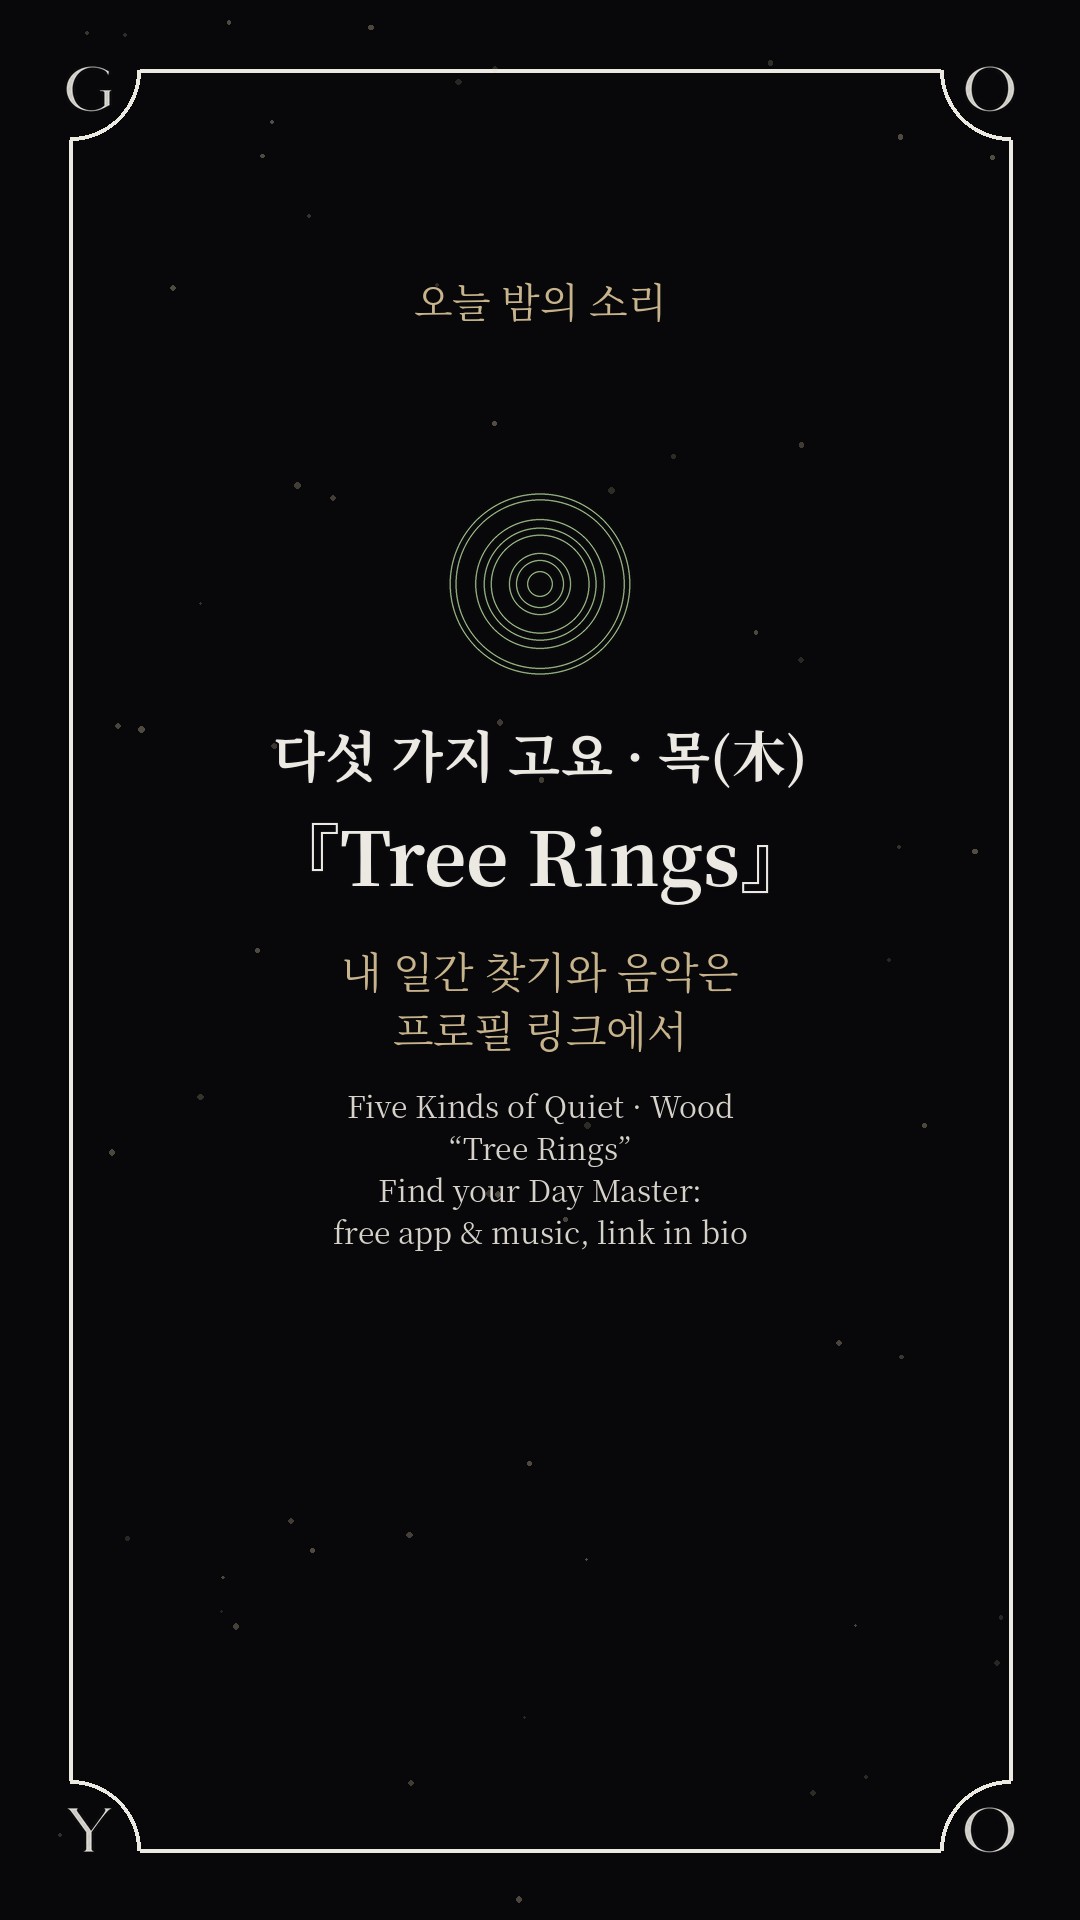 G O
오늘 밤의 소리
다섯 가지 고요 · 목(木)
『Tree Rings』
내 일간 찾기와 음악은
프로필 링크에서
Five Kinds of Quiet · Wood
“Tree Rings”
Find your Day Master:
free app & music, link in bio
Y O